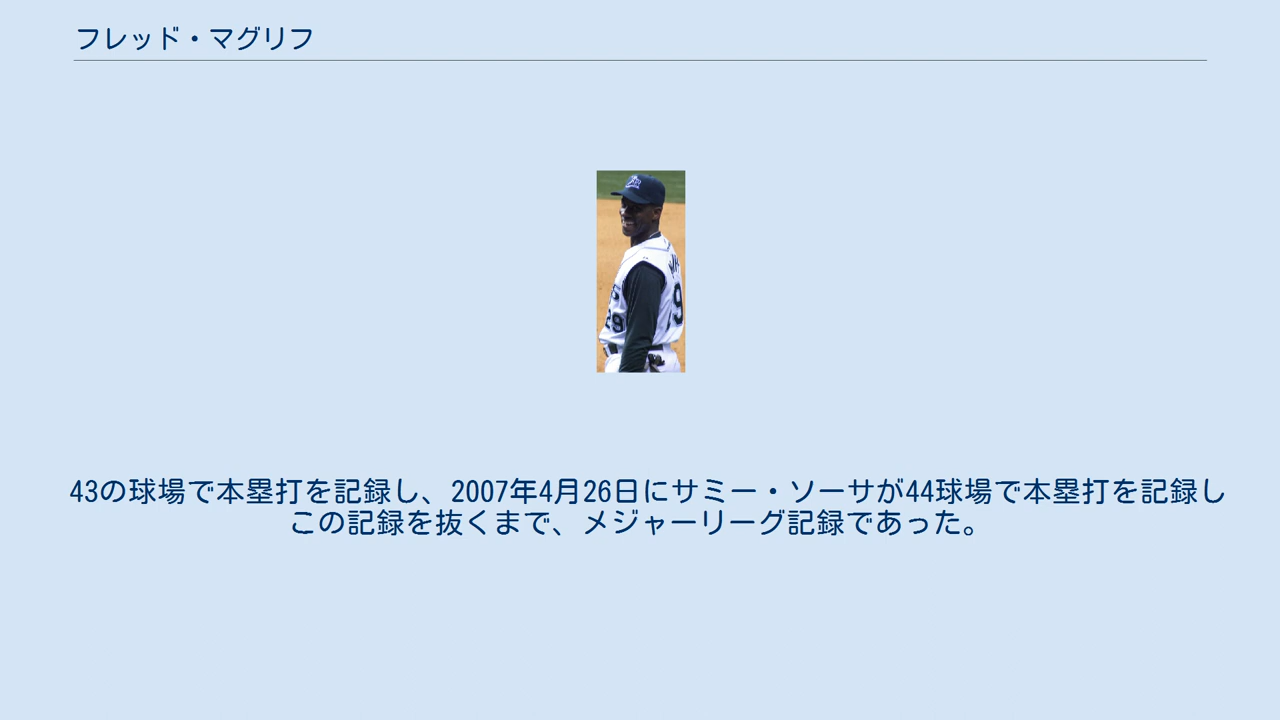 フレッド・マグリフ
29
9
43の球場で本塁打を記録し、2007年4月26日にサミー・ソーサが44球場で本塁打を記録し
この記録を抜くまで、メジャーリーグ記録であった。